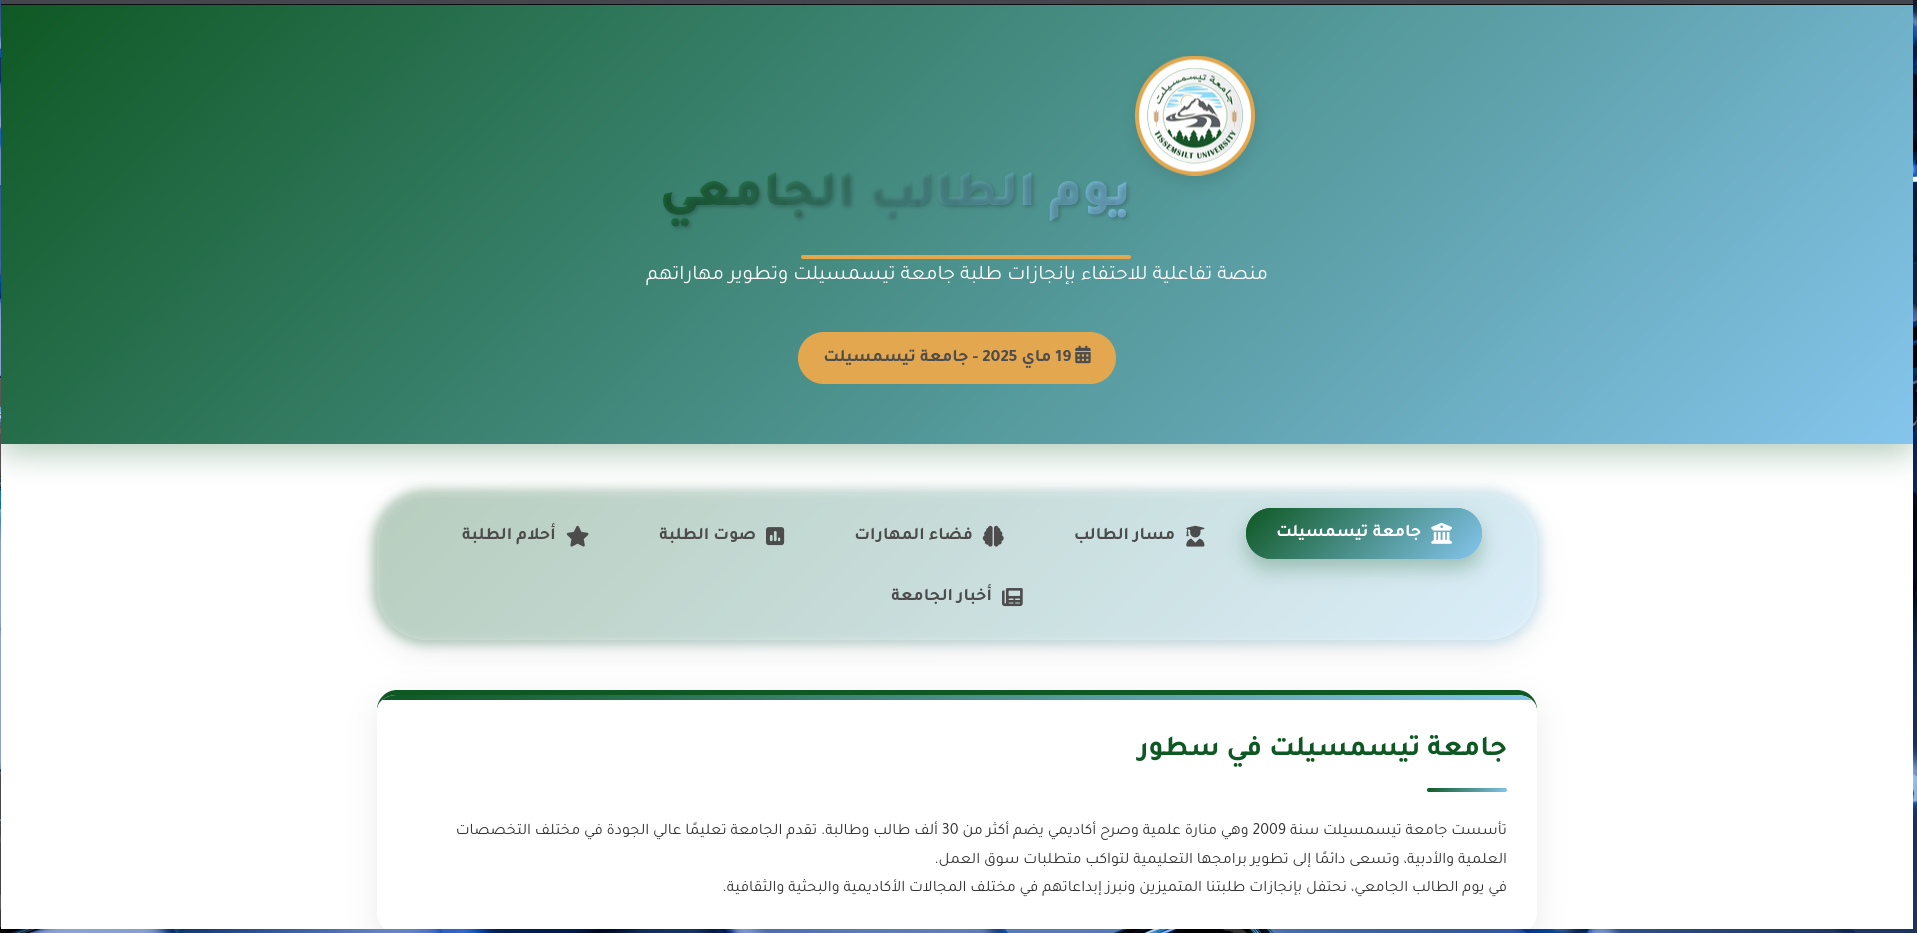 جامعة تيسمسيلت
TISSEMSILT UNIVERSITY
يوم الطالب الجامعي
منصة تفاعلية للاحتفاء بإنجازات طلبة جامعة تيسمسيلت وتطوير مهاراتهم
19 ماي 2025 - جامعة تيسمسيلت
جامعة تيسمسيلت
مسار الطالب
فضاء المهارات
صوت الطلبة
أحلام الطلبة
أخبار الجامعة
جامعة تيسمسيلت في سطور
تأسست جامعة تيسمسيلت سنة 2009 وهي منارة علمية وصرح أكاديمي يضم أكثر من 30 ألف طالب وطالبة. تقدم الجامعة تعليمًا عالي الجودة في مختلف التخصصات
العلمية والأدبية، وتسعى دائمًا إلى تطوير برامجها التعليمية لتواكب متطلبات سوق العمل.
في يوم الطالب الجامعي، نحتفل بإنجازات طلبتنا المتميزين ونبرز إبداعاتهم في مختلف المجالات الأكاديمية والبحثية والثقافية.